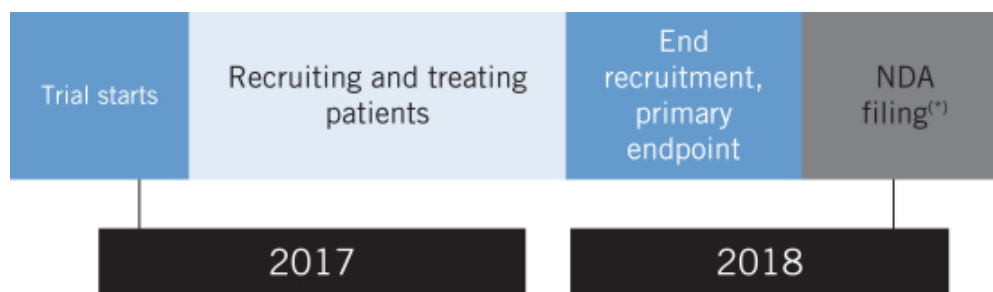 Trial starts
Recruiting and treating
patients
End
recruitment,
primary
endpoint
NDA
filing(*)
2017
2018